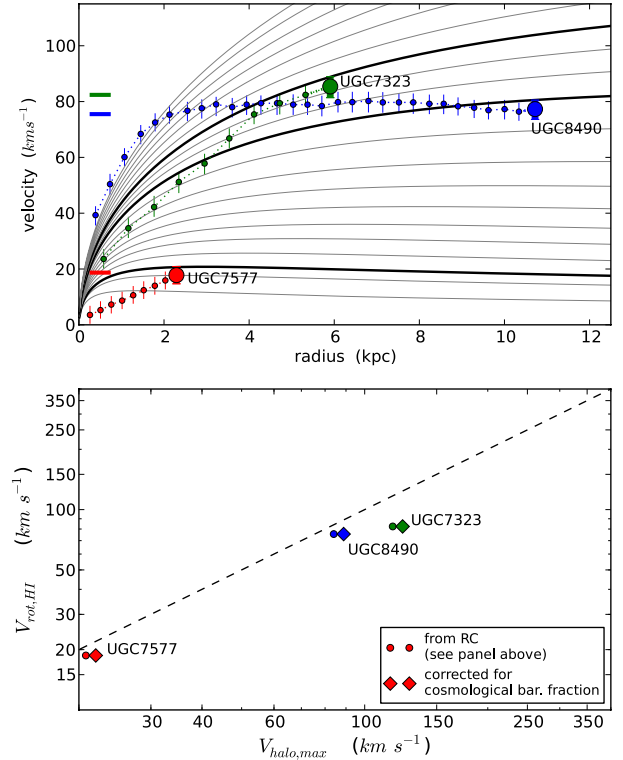 100
80
60
40
20
0
velocity (kms⁻¹)
UGC7323
UGC8490
UGC7577
0
2
4
6
8
10
12
radius (kpc)
350
250
150
100
50
30
20
15
V_rot,HI (km s⁻¹)
UGC7323
UGC8490
UGC7577
from RC
(see panel above)
corrected for
cosmological bar. fraction
30
40
60
100
150
250
350
V_halo,max (km s⁻¹)